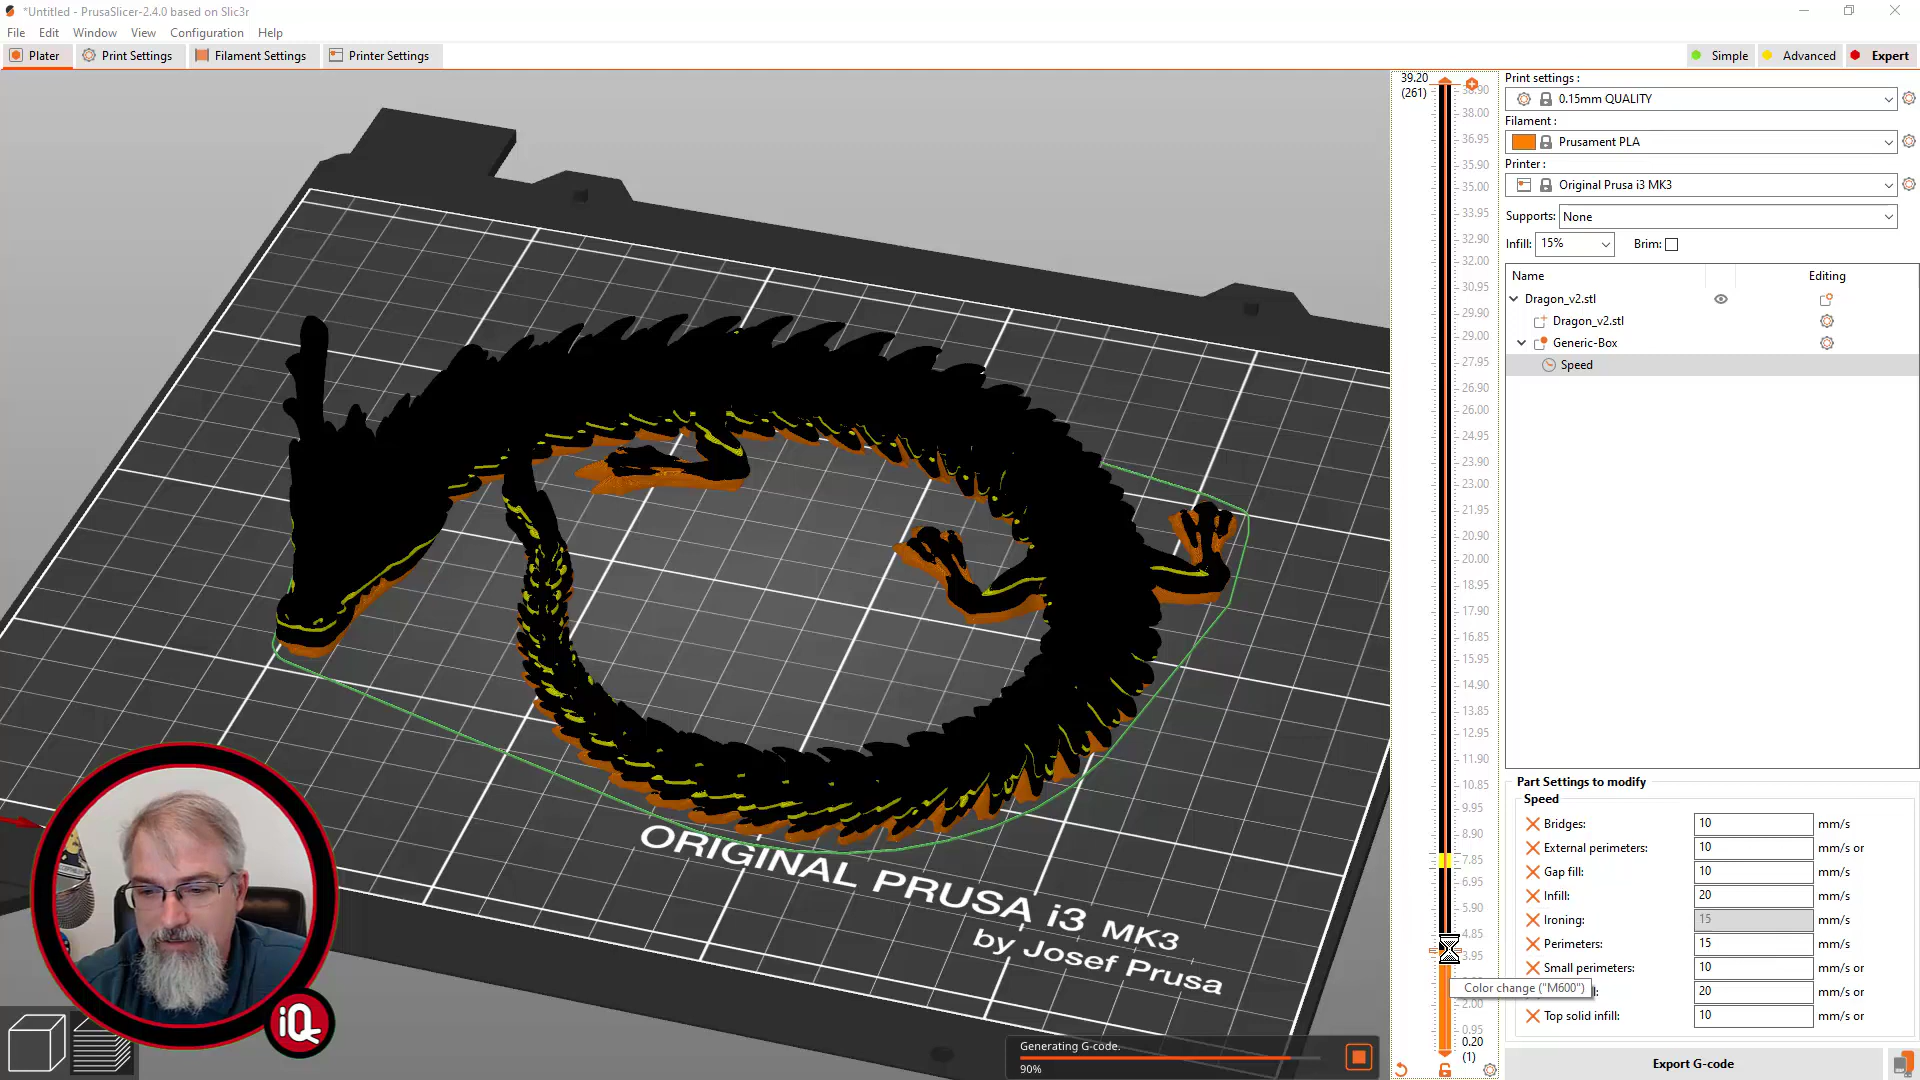 *Untitled - PrusaSlicer-2.4.0 based on Slic3r
File Edit Window View Configuration Help
Plater Print Settings Filament Settings Printer Settings
Simple Advanced Expert
39.20
(261)
38.00
36.95
35.90
35.00
33.95
32.90
32.00
30.95
29.90
29.00
27.95
26.90
26.00
24.95
23.90
23.00
21.95
20.90
20.00
18.95
17.90
16.85
15.95
14.90
13.85
12.95
11.90
10.85
9.95
8.90
7.85
6.95
5.90
4.85
3.95
2.00
0.95
0.20
(1)
Color change ("M600")
Print settings :
0.15mm QUALITY
Filament :
Prusament PLA
Printer :
Original Prusa i3 MK3
Supports: None
Infill: 15% Brim:
Name Editing
Dragon_v2.stl
Dragon_v2.stl
Generic-Box
Speed
Part Settings to modify
Speed
Bridges: 10 mm/s
External perimeters: 10 mm/s or
Gap fill: 10 mm/s
Infill: 20 mm/s
Ironing: 15 mm/s
Perimeters: 15 mm/s
Small perimeters: 10 mm/s or
20 mm/s or
Top solid infill: 10 mm/s or
Export G-code
ORIGINAL PRUSA i3 MK3
by Josef Prusa
Generating G-code.
90%
iQ